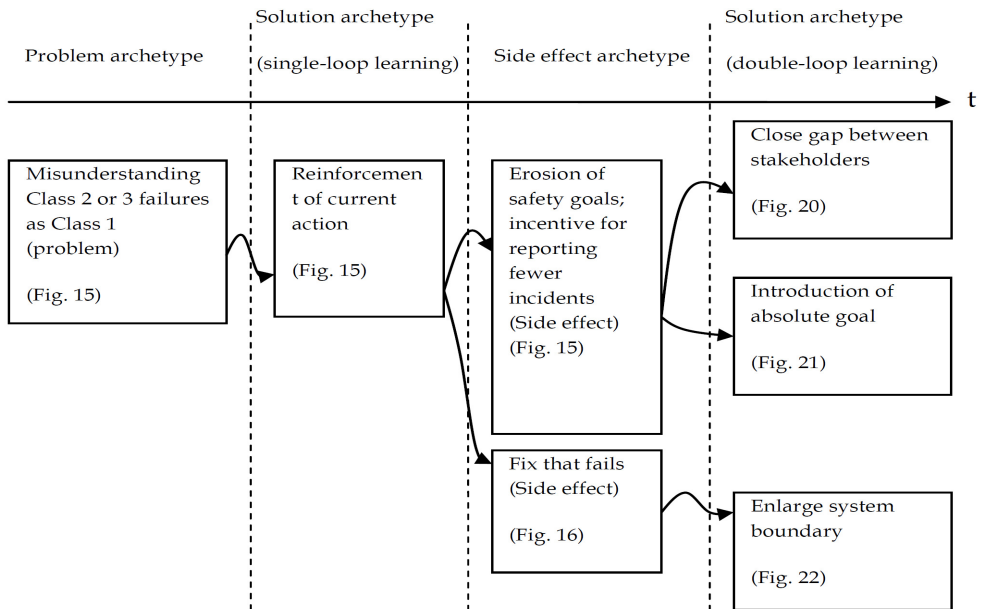 Problem archetype
Solution archetype
(single-loop learning)
Side effect archetype
Solution archetype
(double-loop learning)
t
Misunderstanding
Class 2 or 3 failures
as Class 1
(problem)
(Fig. 15)
Reinforcemen
t of current
action
(Fig. 15)
Erosion of
safety goals;
incentive for
reporting
fewer
incidents
(Side effect)
(Fig. 15)
Fix that fails
(Side effect)
(Fig. 16)
Close gap between
stakeholders
(Fig. 20)
Introduction of
absolute goal
(Fig. 21)
Enlarge system
boundary
(Fig. 22)